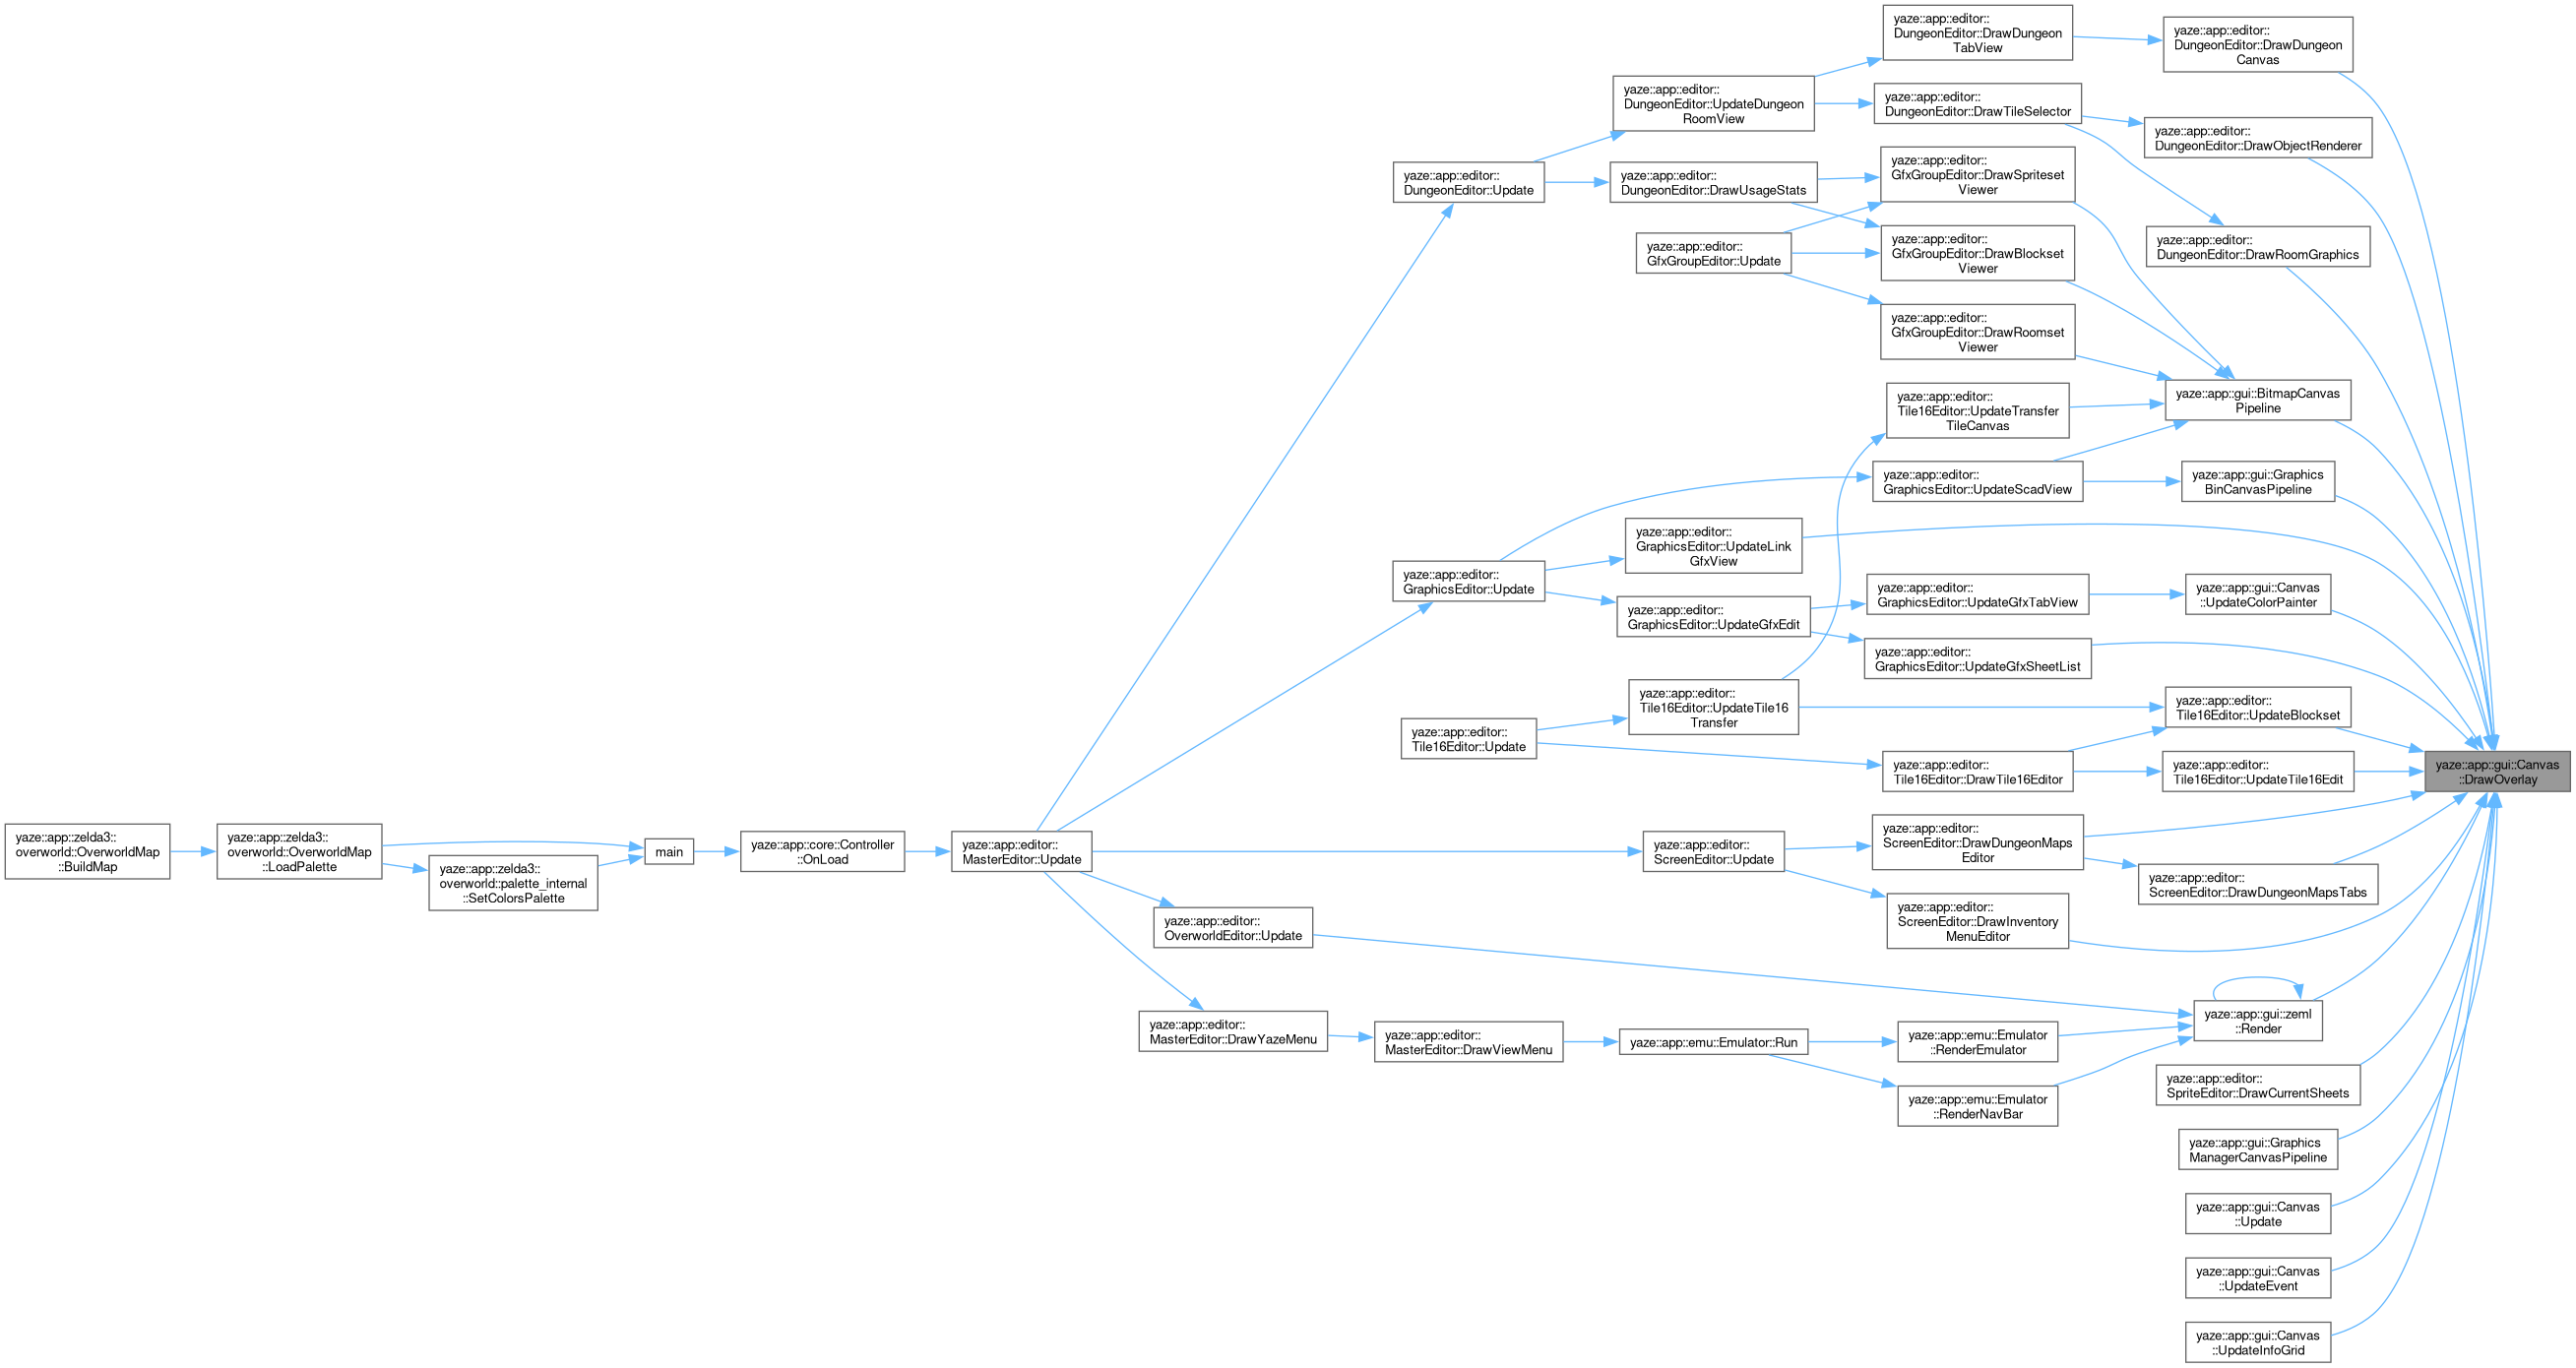 yaze::app::editor::
DungeonEditor::DrawDungeon
TabView
yaze::app::editor::
DungeonEditor::DrawDungeon
Canvas
yaze::app::editor::
DungeonEditor::UpdateDungeon
RoomView
yaze::app::editor::
DungeonEditor::DrawTileSelector
yaze::app::editor::
DungeonEditor::DrawObjectRenderer
yaze::app::editor::
DungeonEditor::Update
yaze::app::editor::
DungeonEditor::DrawUsageStats
yaze::app::editor::
GfxGroupEditor::DrawSpriteset
Viewer
yaze::app::editor::
GfxGroupEditor::Update
yaze::app::editor::
GfxGroupEditor::DrawBlockset
Viewer
yaze::app::editor::
DungeonEditor::DrawRoomGraphics
yaze::app::editor::
GfxGroupEditor::DrawRoomset
Viewer
yaze::app::gui::BitmapCanvas
Pipeline
yaze::app::editor::
Tile16Editor::UpdateTransfer
TileCanvas
yaze::app::editor::
GraphicsEditor::UpdateScadView
yaze::app::gui::Graphics
BinCanvasPipeline
yaze::app::editor::
GraphicsEditor::UpdateLink
GfxView
yaze::app::editor::
GraphicsEditor::Update
yaze::app::editor::
GraphicsEditor::UpdateGfxEdit
yaze::app::editor::
GraphicsEditor::UpdateGfxTabView
yaze::app::gui::Canvas
::UpdateColorPainter
yaze::app::editor::
GraphicsEditor::UpdateGfxSheetList
yaze::app::editor::
Tile16Editor::UpdateTile16
Transfer
yaze::app::editor::
Tile16Editor::UpdateBlockset
yaze::app::editor::
Tile16Editor::Update
yaze::app::editor::
Tile16Editor::DrawTile16Editor
yaze::app::editor::
Tile16Editor::UpdateTile16Edit
yaze::app::gui::Canvas
::DrawOverlay
yaze::app::zelda3::
overworld::OverworldMap
::BuildMap
yaze::app::zelda3::
overworld::OverworldMap
::LoadPalette
yaze::app::zelda3::
overworld::palette_internal
::SetColorsPalette
main
yaze::app::core::Controller
::OnLoad
yaze::app::editor::
MasterEditor::Update
yaze::app::editor::
ScreenEditor::Update
yaze::app::editor::
ScreenEditor::DrawDungeonMaps
Editor
yaze::app::editor::
ScreenEditor::DrawDungeonMapsTabs
yaze::app::editor::
OverworldEditor::Update
yaze::app::editor::
ScreenEditor::DrawInventory
MenuEditor
yaze::app::editor::
MasterEditor::DrawYazeMenu
yaze::app::editor::
MasterEditor::DrawViewMenu
yaze::app::emu::Emulator::Run
yaze::app::emu::Emulator
::RenderEmulator
yaze::app::gui::zeml
::Render
yaze::app::emu::Emulator
::RenderNavBar
yaze::app::editor::
SpriteEditor::DrawCurrentSheets
yaze::app::gui::Graphics
ManagerCanvasPipeline
yaze::app::gui::Canvas
::Update
yaze::app::gui::Canvas
::UpdateEvent
yaze::app::gui::Canvas
::UpdateInfoGrid